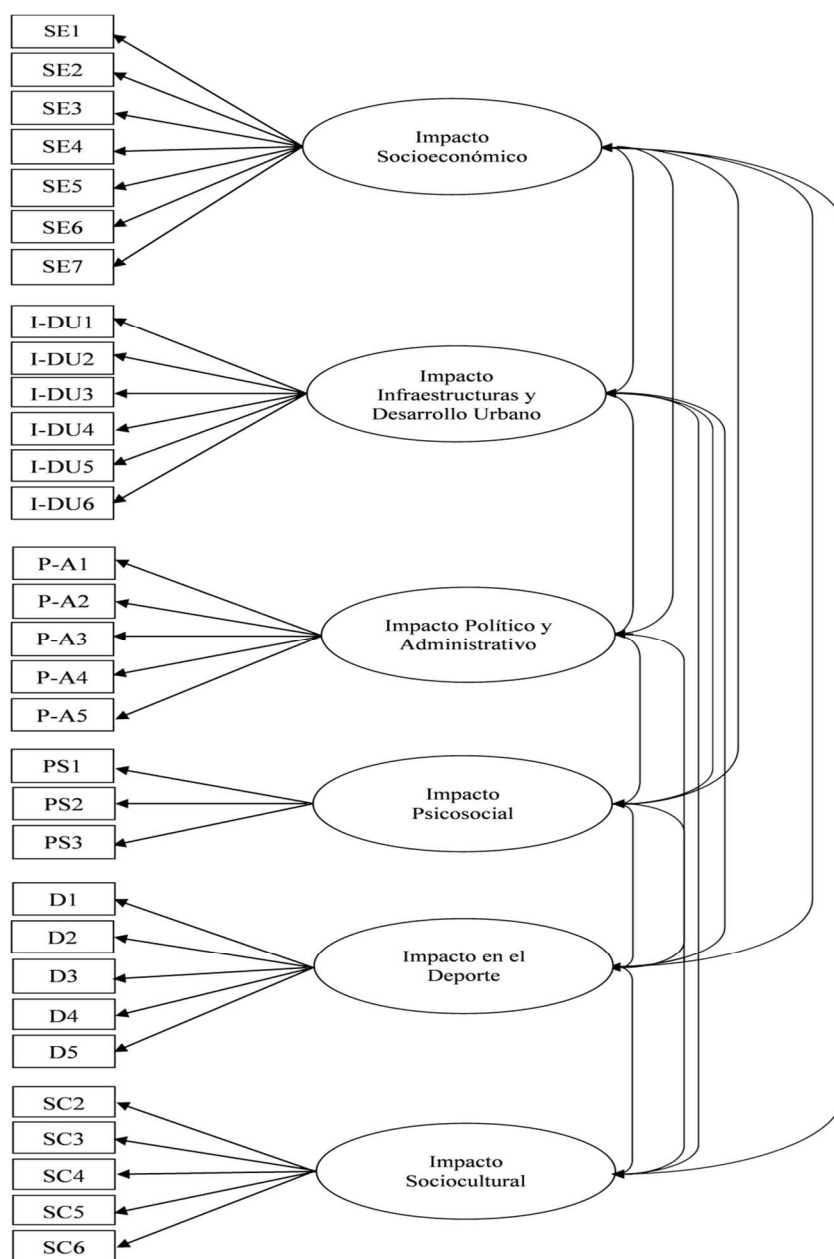 SE1
SE2
SE3
SE4
SE5
SE6
SE7
Impacto
Socioeconómico
I-DU1
I-DU2
I-DU3
I-DU4
I-DU5
I-DU6
Impacto
Infraestructuras y
Desarrollo Urbano
P-A1
P-A2
P-A3
P-A4
P-A5
Impacto Político y
Administrativo
PS1
PS2
PS3
Impacto
Psicosocial
D1
D2
D3
D4
D5
Impacto en el
Deporte
SC2
SC3
SC4
SC5
SC6
Impacto
Sociocultural